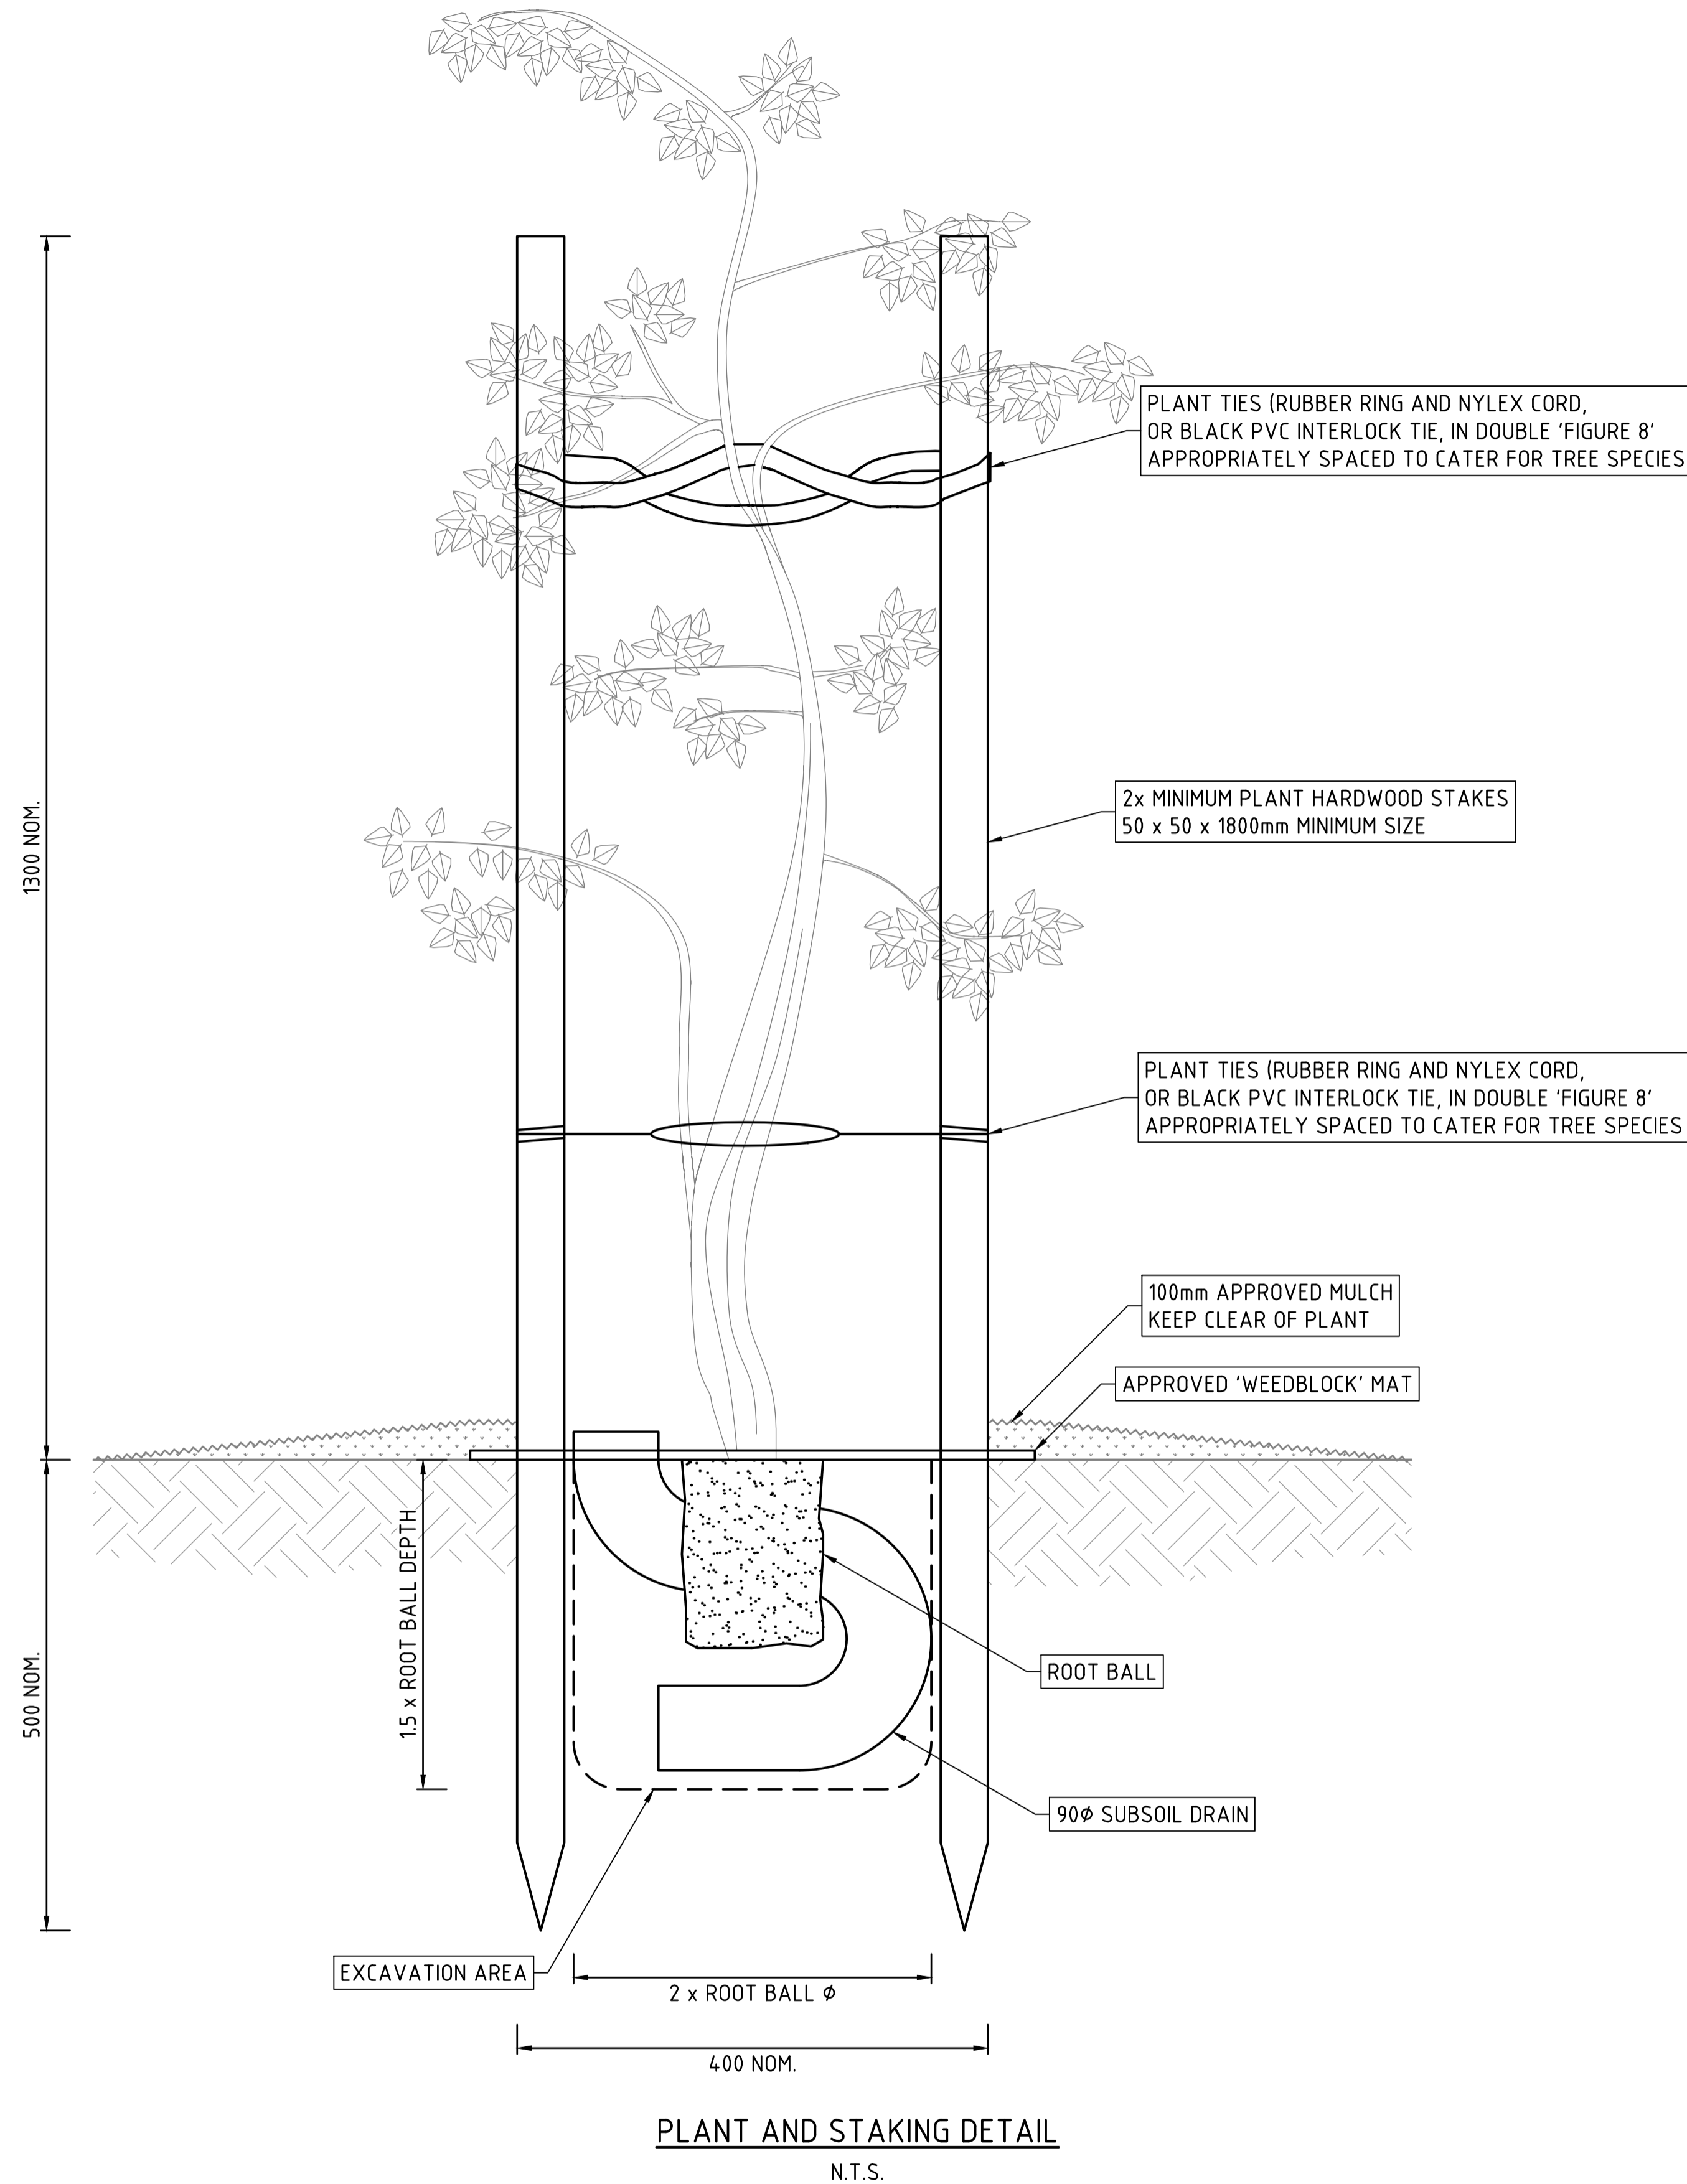 PLANT TIES (RUBBER RING AND NYLEX CORD,
OR BLACK PVC INTERLOCK TIE, IN DOUBLE 'FIGURE 8'
APPROPRIATELY SPACED TO CATER FOR TREE SPECIES
2x MINIMUM PLANT HARDWOOD STAKES
50 x 50 x 1800mm MINIMUM SIZE
1300 NOM.
PLANT TIES (RUBBER RING AND NYLEX CORD,
OR BLACK PVC INTERLOCK TIE, IN DOUBLE 'FIGURE 8'
APPROPRIATELY SPACED TO CATER FOR TREE SPECIES
100mm APPROVED MULCH
KEEP CLEAR OF PLANT
APPROVED 'WEEDBLOCK' MAT
1.5 x ROOT BALL DEPTH
500 NOM.
ROOT BALL
90Ø SUBSOIL DRAIN
EXCAVATION AREA
2 x ROOT BALL Ø
400 NOM.
PLANT AND STAKING DETAIL
N.T.S.